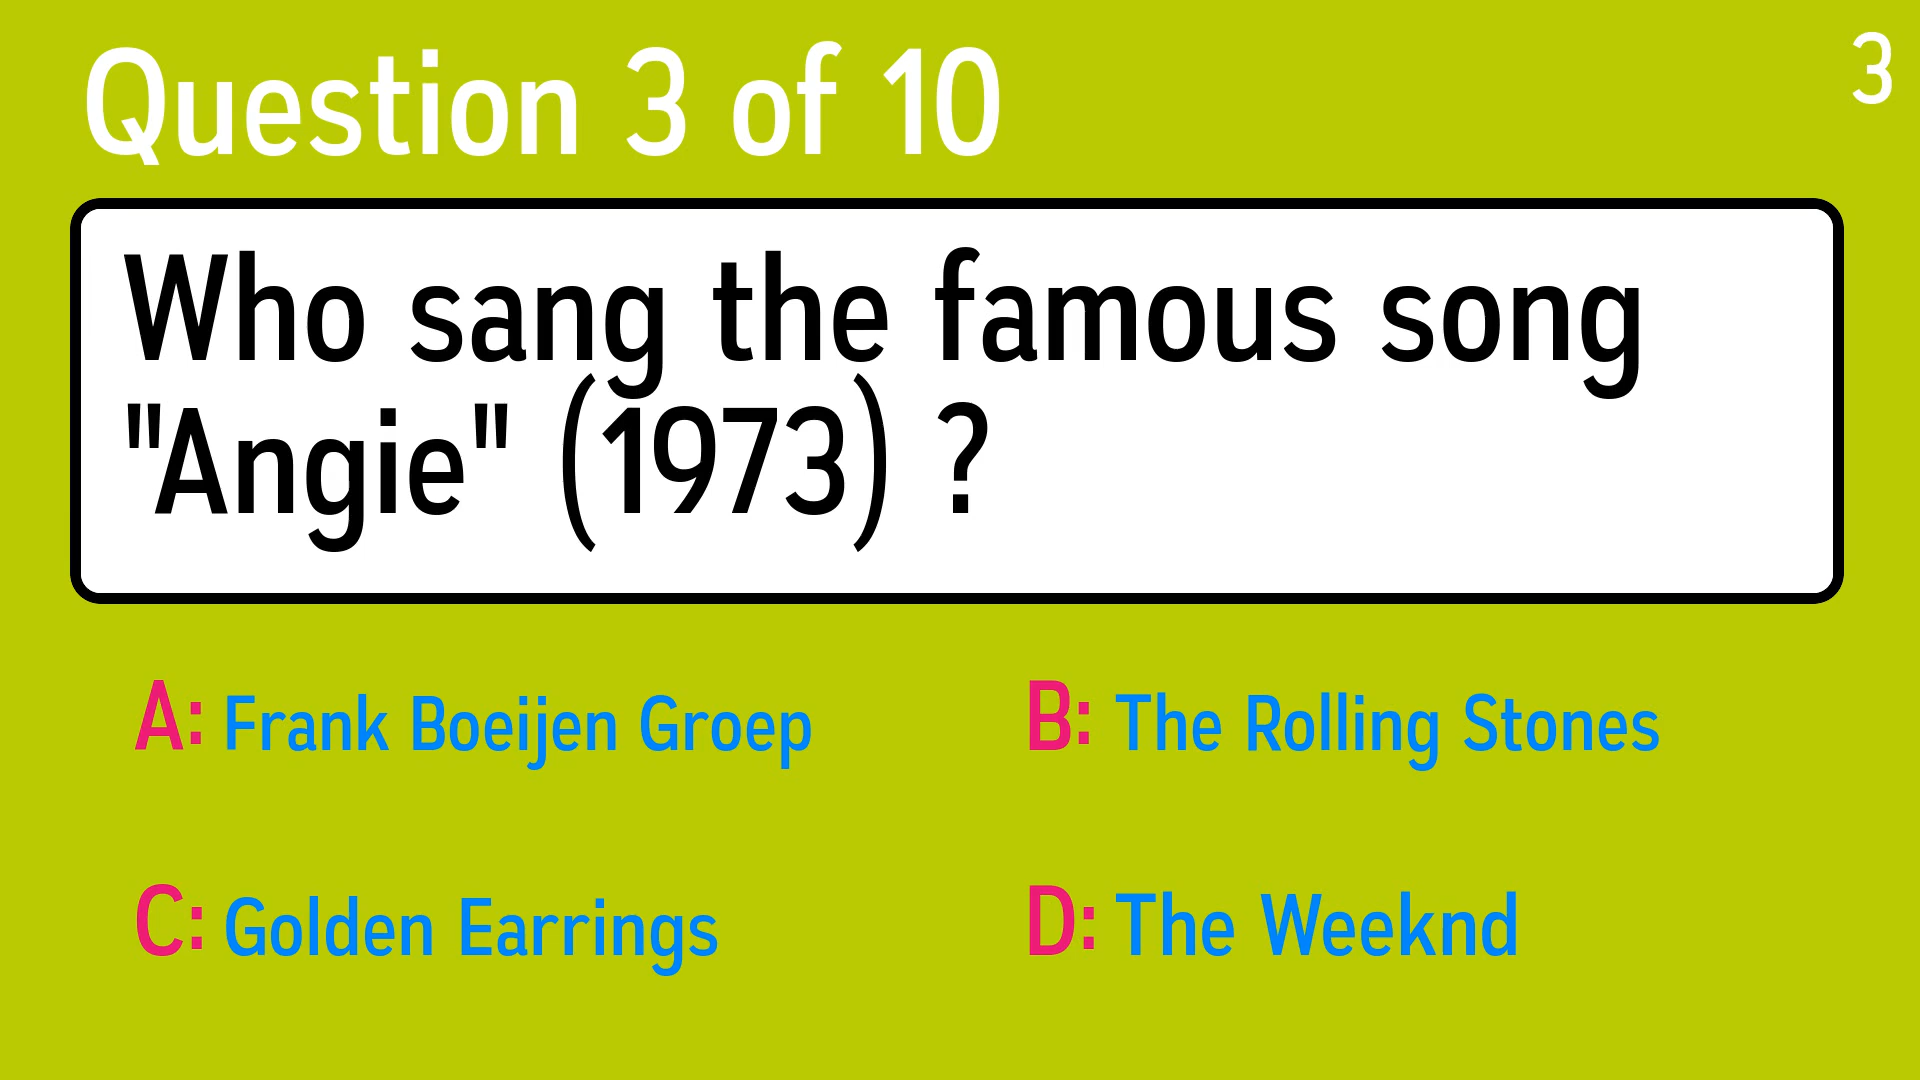 Question 3 of 10
3
Who sang the famous song
"Angie" (1973) ?
A: Frank Boeijen Groep
B: The Rolling Stones
C: Golden Earrings
D: The Weeknd